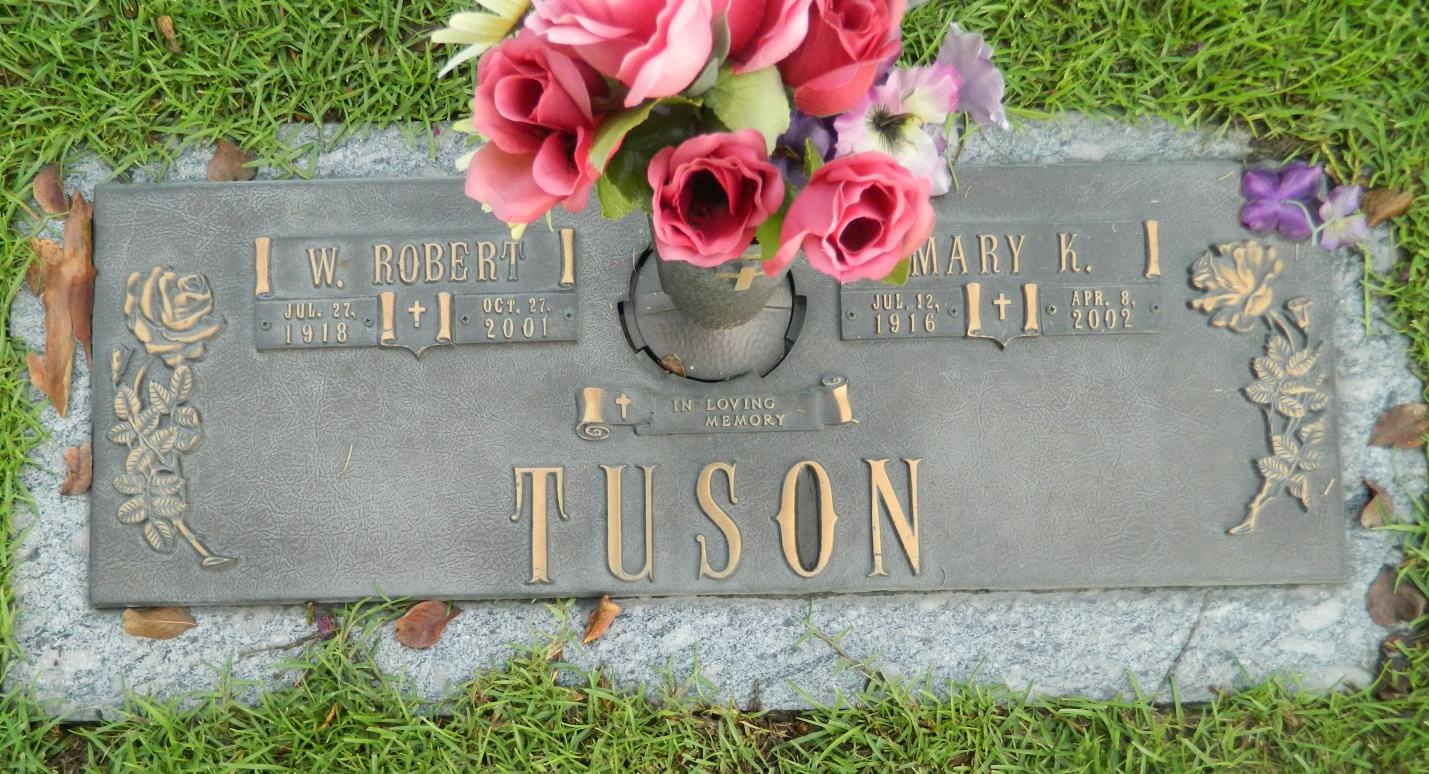 W. ROBERT
JUL. 27, OCT. 27,
1918 2001
MARY K.
JUL. 12, APR. 8,
1916 2002
IN LOVING
MEMORY
TUSON